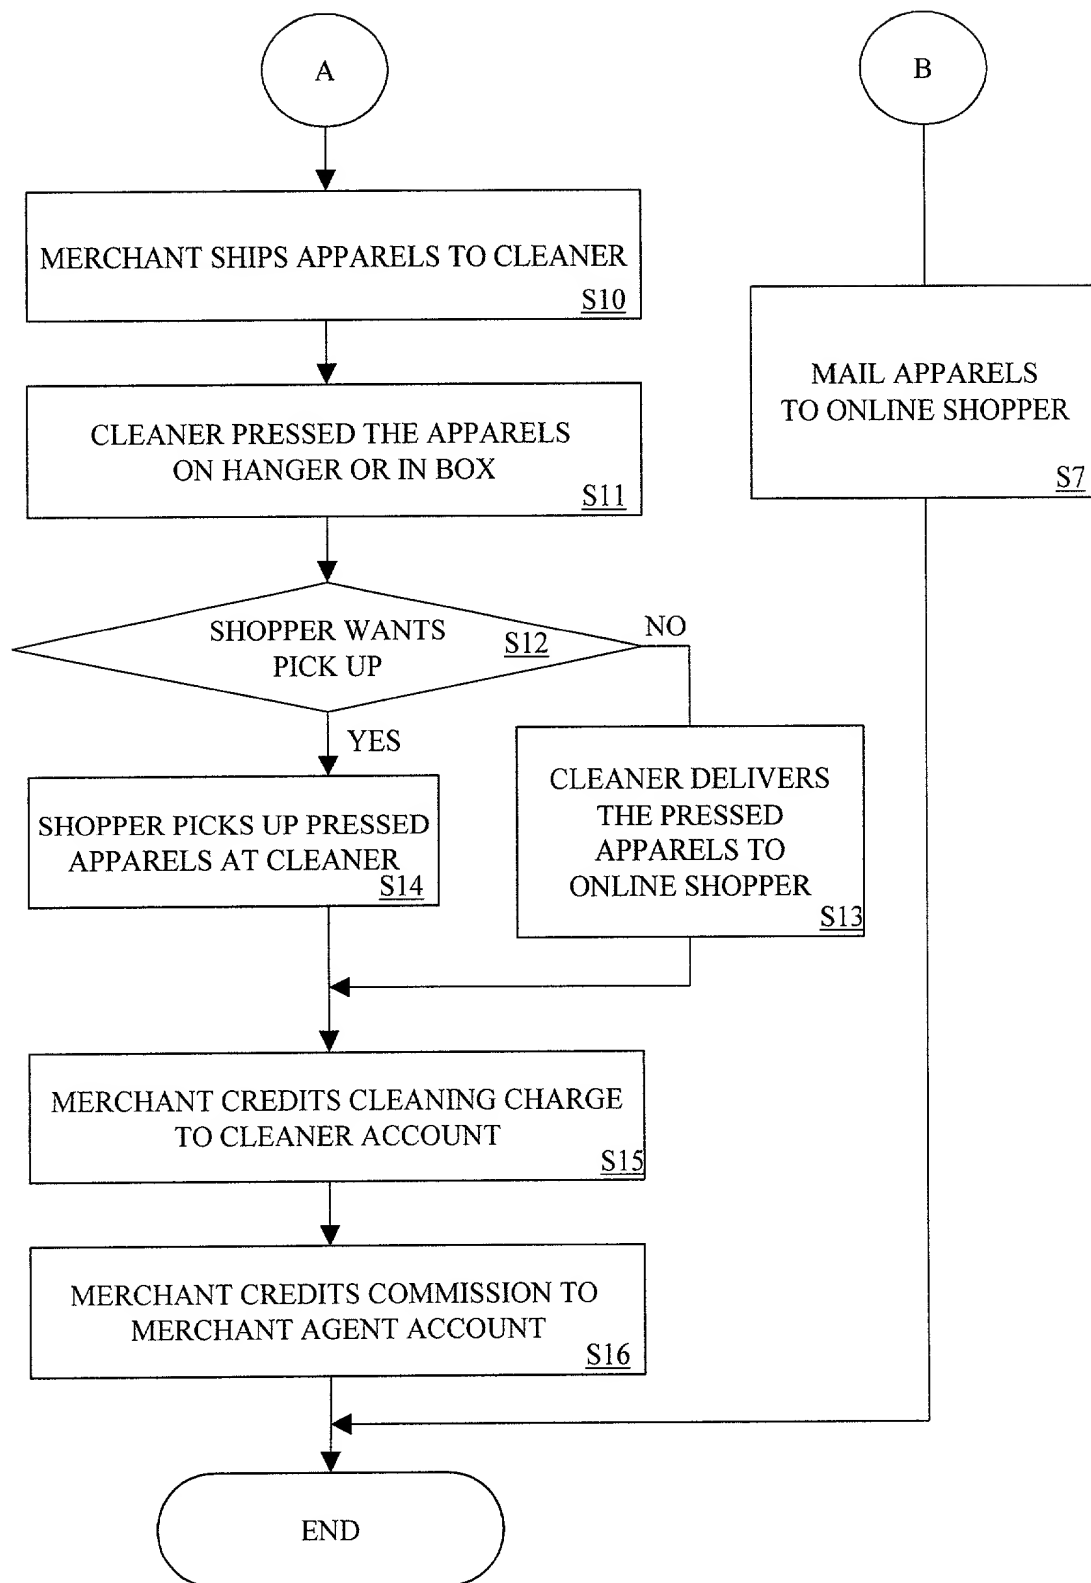 A
B
MERCHANT SHIPS APPARELS TO CLEANER
S10
MAIL APPARELS
TO ONLINE SHOPPER
S7
CLEANER PRESSED THE APPARELS
ON HANGER OR IN BOX
S11
SHOPPER WANTS
PICK UP
S12
NO
YES
CLEANER DELIVERS
THE PRESSED
APPARELS TO
ONLINE SHOPPER
S13
SHOPPER PICKS UP PRESSED
APPARELS AT CLEANER
S14
MERCHANT CREDITS CLEANING CHARGE
TO CLEANER ACCOUNT
S15
MERCHANT CREDITS COMMISSION TO
MERCHANT AGENT ACCOUNT
S16
END